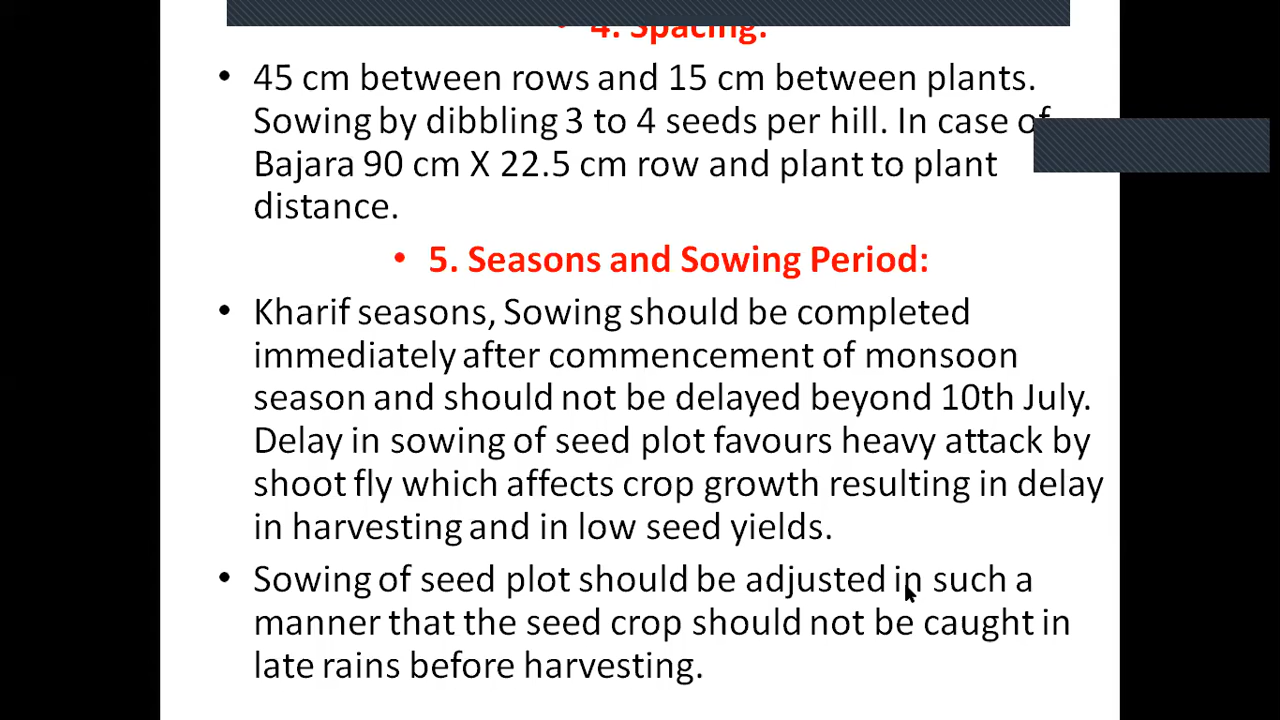 • 4. Spacing:
• 45 cm between rows and 15 cm between plants.
Sowing by dibbling 3 to 4 seeds per hill. In case of
Bajara 90 cm X 22.5 cm row and plant to plant
distance.
• 5. Seasons and Sowing Period:
• Kharif seasons, Sowing should be completed
immediately after commencement of monsoon
season and should not be delayed beyond 10th July.
Delay in sowing of seed plot favours heavy attack by
shoot fly which affects crop growth resulting in delay
in harvesting and in low seed yields.
• Sowing of seed plot should be adjusted in such a
manner that the seed crop should not be caught in
late rains before harvesting.